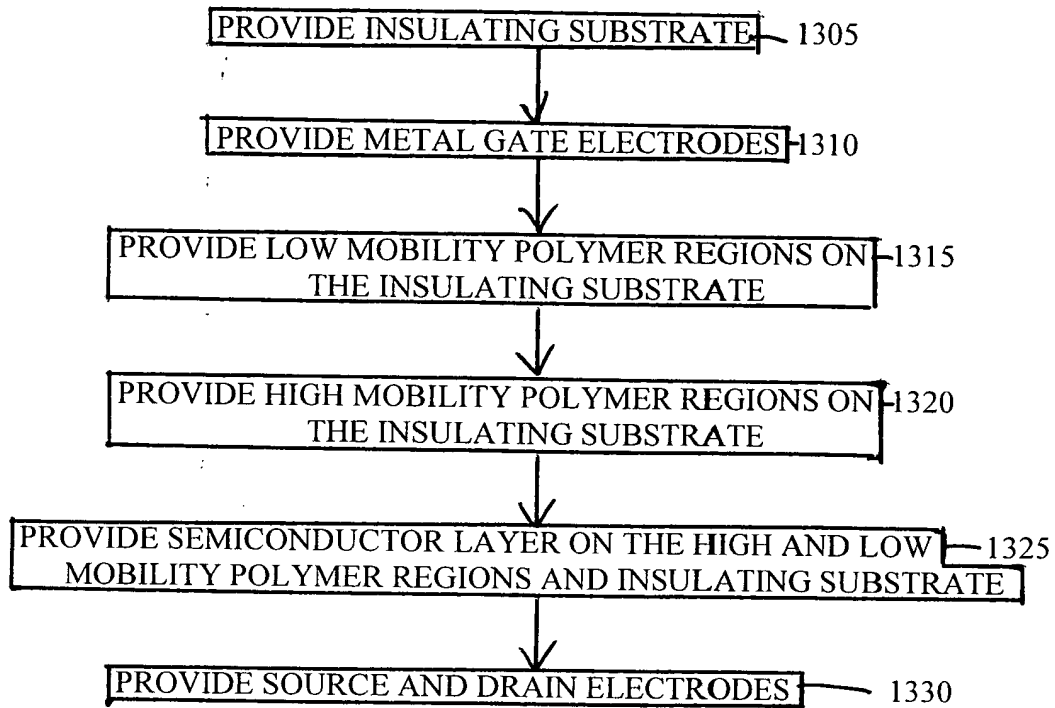 PROVIDE INSULATING SUBSTRATE 1305
PROVIDE METAL GATE ELECTRODES 1310
PROVIDE LOW MOBILITY POLYMER REGIONS ON 1315
THE INSULATING SUBSTRATE
PROVIDE HIGH MOBILITY POLYMER REGIONS ON 1320
THE INSULATING SUBSTRATE
PROVIDE SEMICONDUCTOR LAYER ON THE HIGH AND LOW 1325
MOBILITY POLYMER REGIONS AND INSULATING SUBSTRATE
PROVIDE SOURCE AND DRAIN ELECTRODES 1330